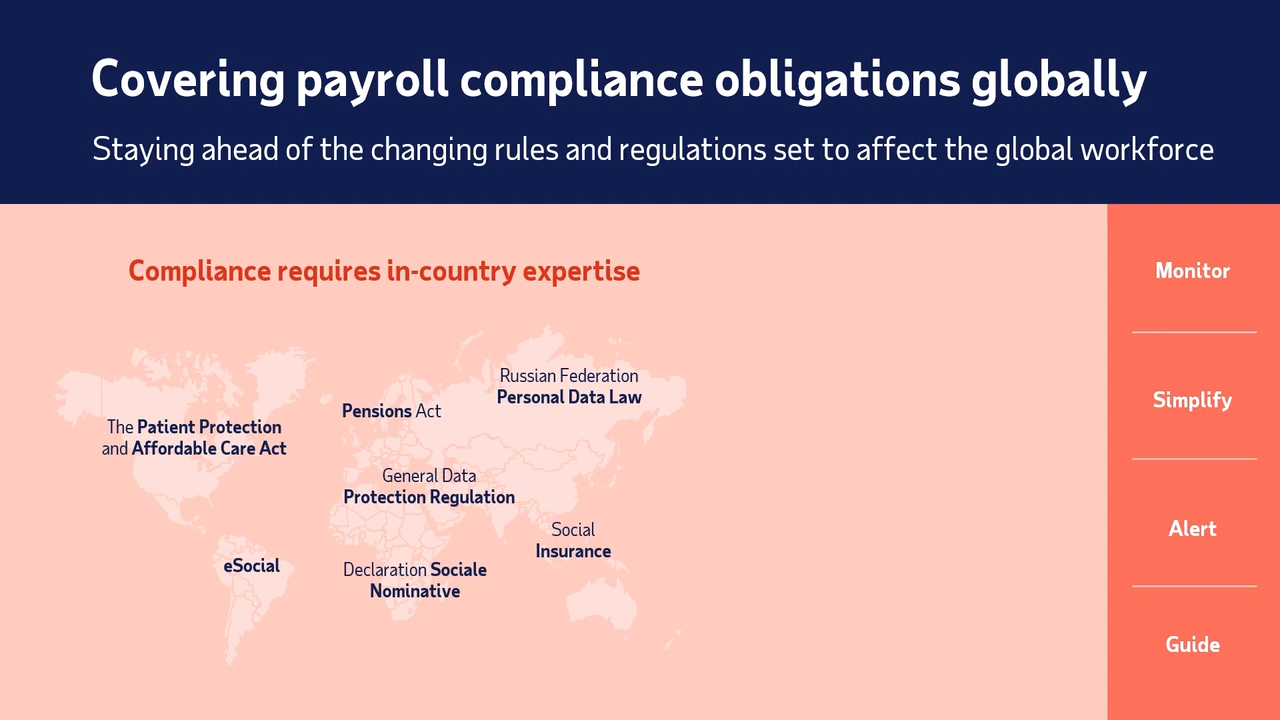 Covering payroll compliance obligations globally
Staying ahead of the changing rules and regulations set to affect the global workforce
Compliance requires in-country expertise
Russian Federation
Personal Data Law
Pensions Act
The Patient Protection
and Affordable Care Act
General Data
Protection Regulation
Social
Insurance
eSocial
Declaration Sociale
Nominative
Monitor
Simplify
Alert
Guide